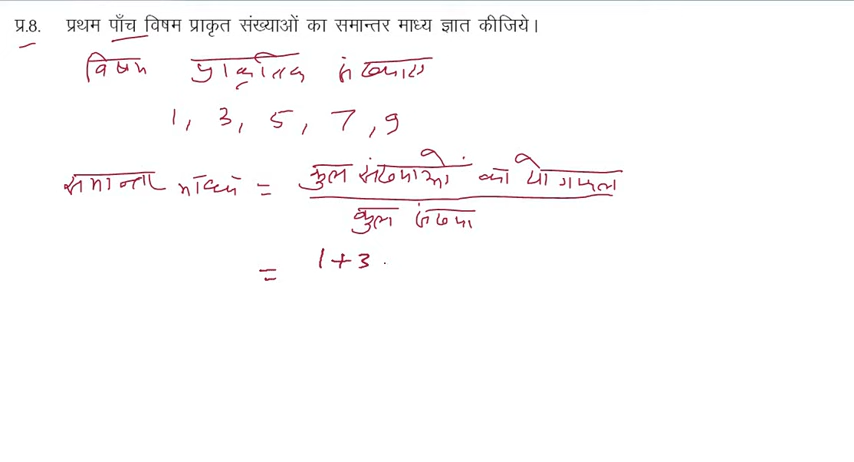 प्र.8. प्रथम पाँच विषम प्राकृत संख्याओं का समान्तर माध्य ज्ञात कीजिये।
विषम प्राकृतिक संख्याएं
1, 3, 5, 7, 9
समान्तर माध्य = कुल संख्याओं का योगफल
कुल संख्या
= 1+3